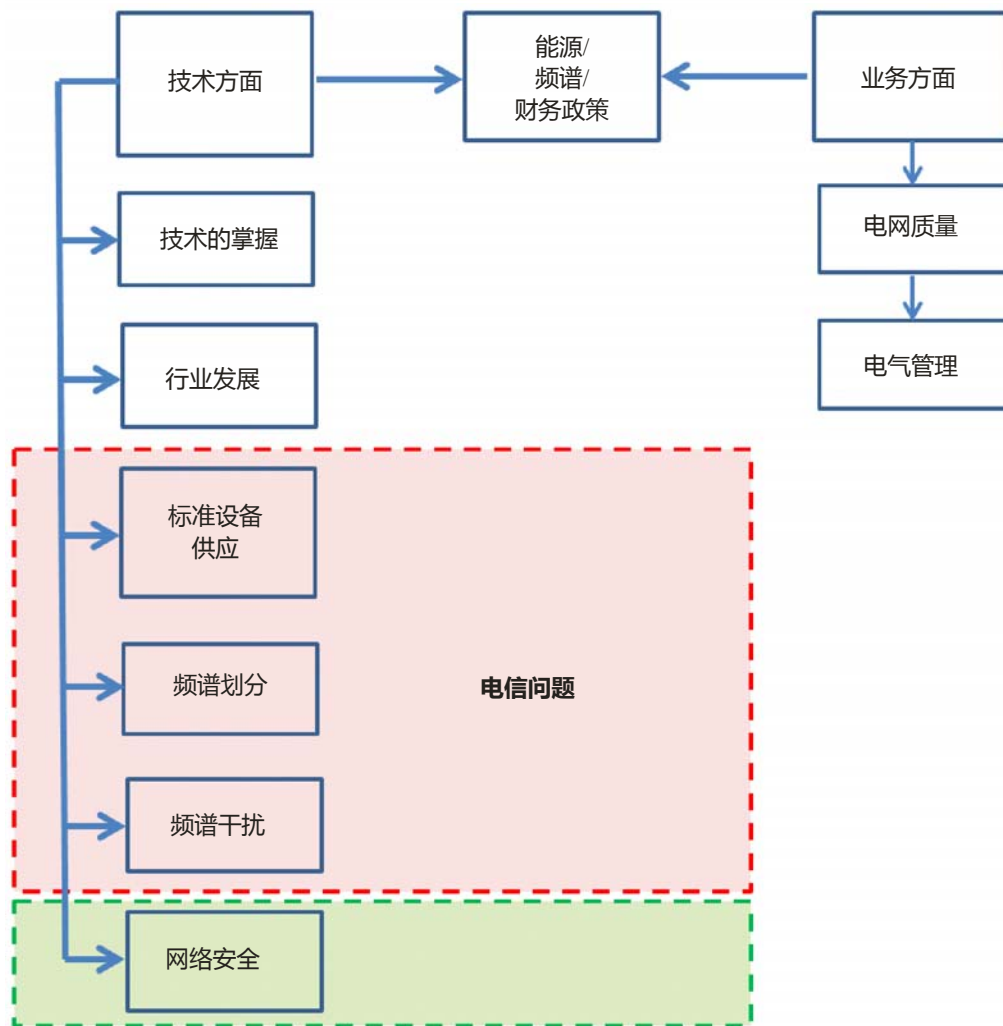 技术方面
能源/
频谱/
财务政策
业务方面
技术的掌握
电网质量
行业发展
电气管理
标准设备
供应
频谱划分
电信问题
频谱干扰
网络安全